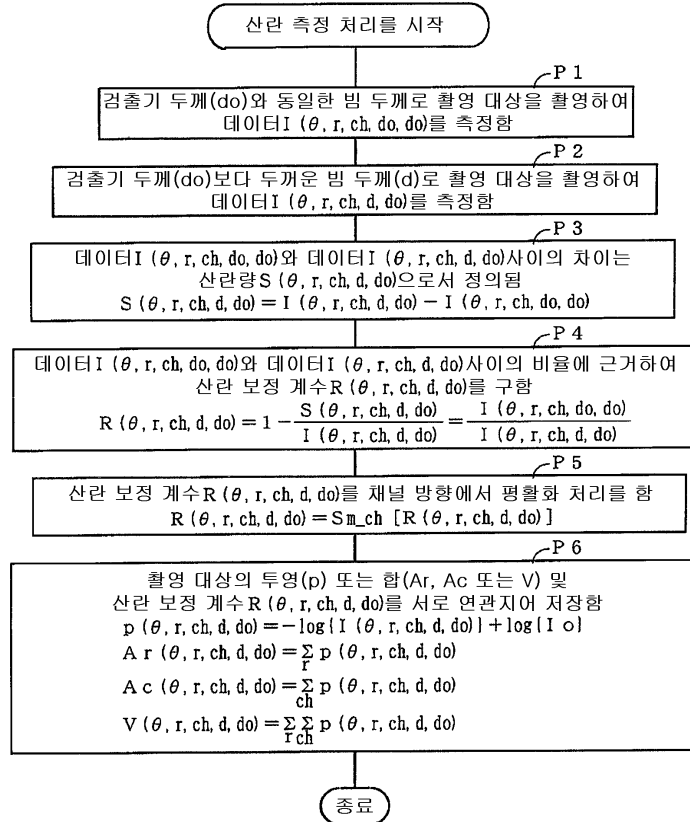 산란 측정 처리를 시작
P 1
검출기 두께(do)와 동일한 빔 두께로 촬영 대상을 촬영하여
데이터I (θ, r, ch, do, do)를 측정함
P 2
검출기 두께(do)보다 두꺼운 빔 두께(d)로 촬영 대상을 촬영하여
데이터I (θ, r, ch, d, do)를 측정함
P 3
데이터I (θ, r, ch, do, do)와 데이터I (θ, r, ch, d, do)사이의 차이는
산란량S (θ, r, ch, d, do)으로서 정의됨
S (θ, r, ch, d, do) = I (θ, r, ch, d, do) − I (θ, r, ch, do, do)
P 4
데이터I (θ, r, ch, do, do)와 데이터I (θ, r, ch, d, do)사이의 비율에 근거하여
산란 보정 계수R (θ, r, ch, d, do)를 구함
R (θ, r, ch, d, do) = 1 − S (θ, r, ch, d, do) / I (θ, r, ch, d, do) = I (θ, r, ch, do, do) / I (θ, r, ch, d, do)
P 5
산란 보정 계수R (θ, r, ch, d, do)를 채널 방향에서 평활화 처리를 함
R (θ, r, ch, d, do) = Sm_ch [R (θ, r, ch, d, do)]
P 6
촬영 대상의 투영(p) 또는 합(Ar, Ac 또는 V) 및
산란 보정 계수R (θ, r, ch, d, do)를 서로 연관지어 저장함
p (θ, r, ch, d, do) = −log{I (θ, r, ch, d, do)} + log{I o}
A r (θ, r, ch, d, do) = Σ r p (θ, r, ch, d, do)
A c (θ, r, ch, d, do) = Σ ch p (θ, r, ch, d, do)
V (θ, r, ch, d, do) = Σ r Σ ch p (θ, r, ch, d, do)
종료